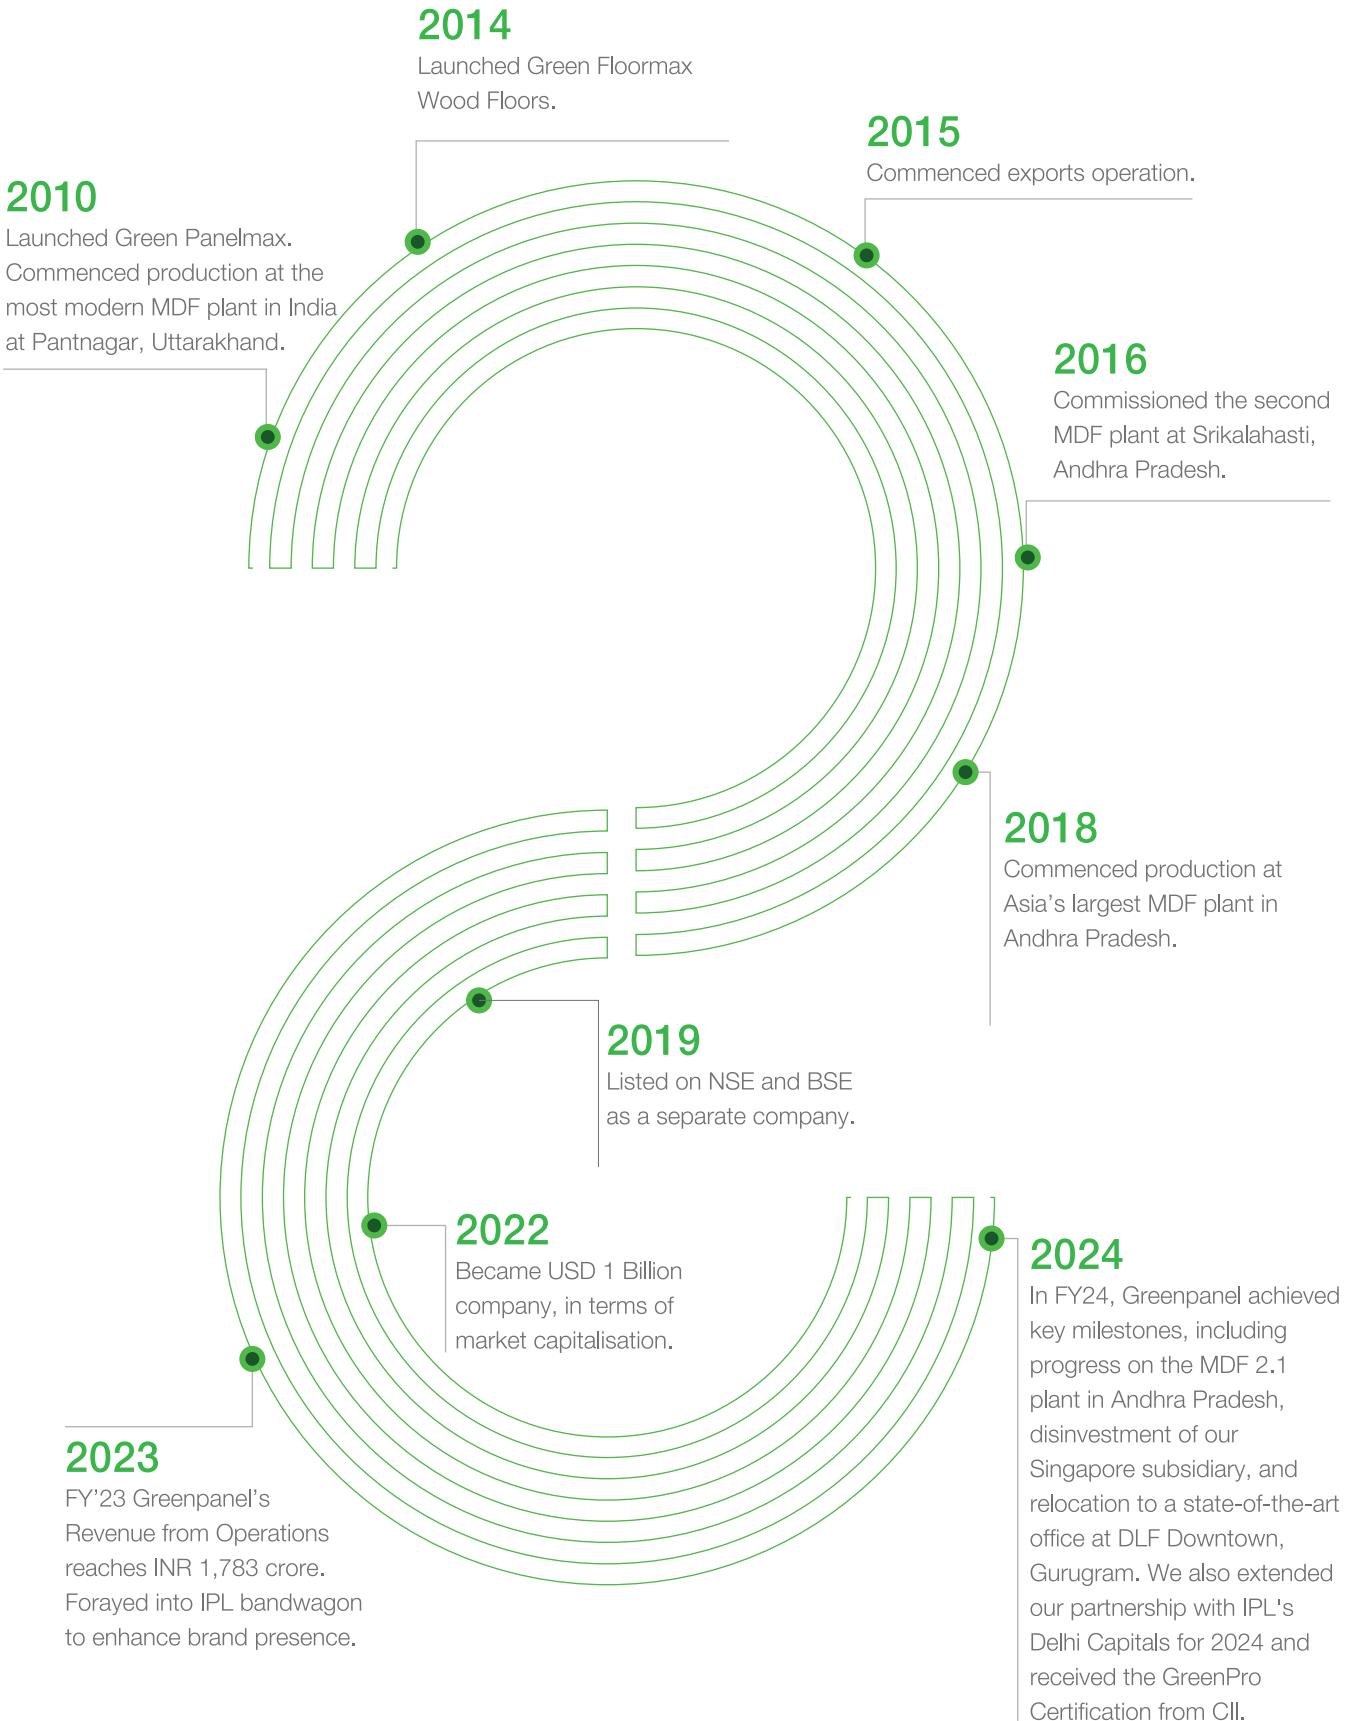 2010
Launched Green Panelmax.
Commenced production at the
most modern MDF plant in India
at Pantnagar, Uttarakhand.
2014
Launched Green Floormax
Wood Floors.
2015
Commenced exports operation.
2016
Commissioned the second
MDF plant at Srikalahasti,
Andhra Pradesh.
2018
Commenced production at
Asia’s largest MDF plant in
Andhra Pradesh.
2019
Listed on NSE and BSE
as a separate company.
2022
Became USD 1 Billion
company, in terms of
market capitalisation.
2023
FY’23 Greenpanel’s
Revenue from Operations
reaches INR 1,783 crore.
Forayed into IPL bandwagon
to enhance brand presence.
2024
In FY24, Greenpanel achieved
key milestones, including
progress on the MDF 2.1
plant in Andhra Pradesh,
disinvestment of our
Singapore subsidiary, and
relocation to a state-of-the-art
office at DLF Downtown,
Gurugram. We also extended
our partnership with IPL's
Delhi Capitals for 2024 and
received the GreenPro
Certification from CII.